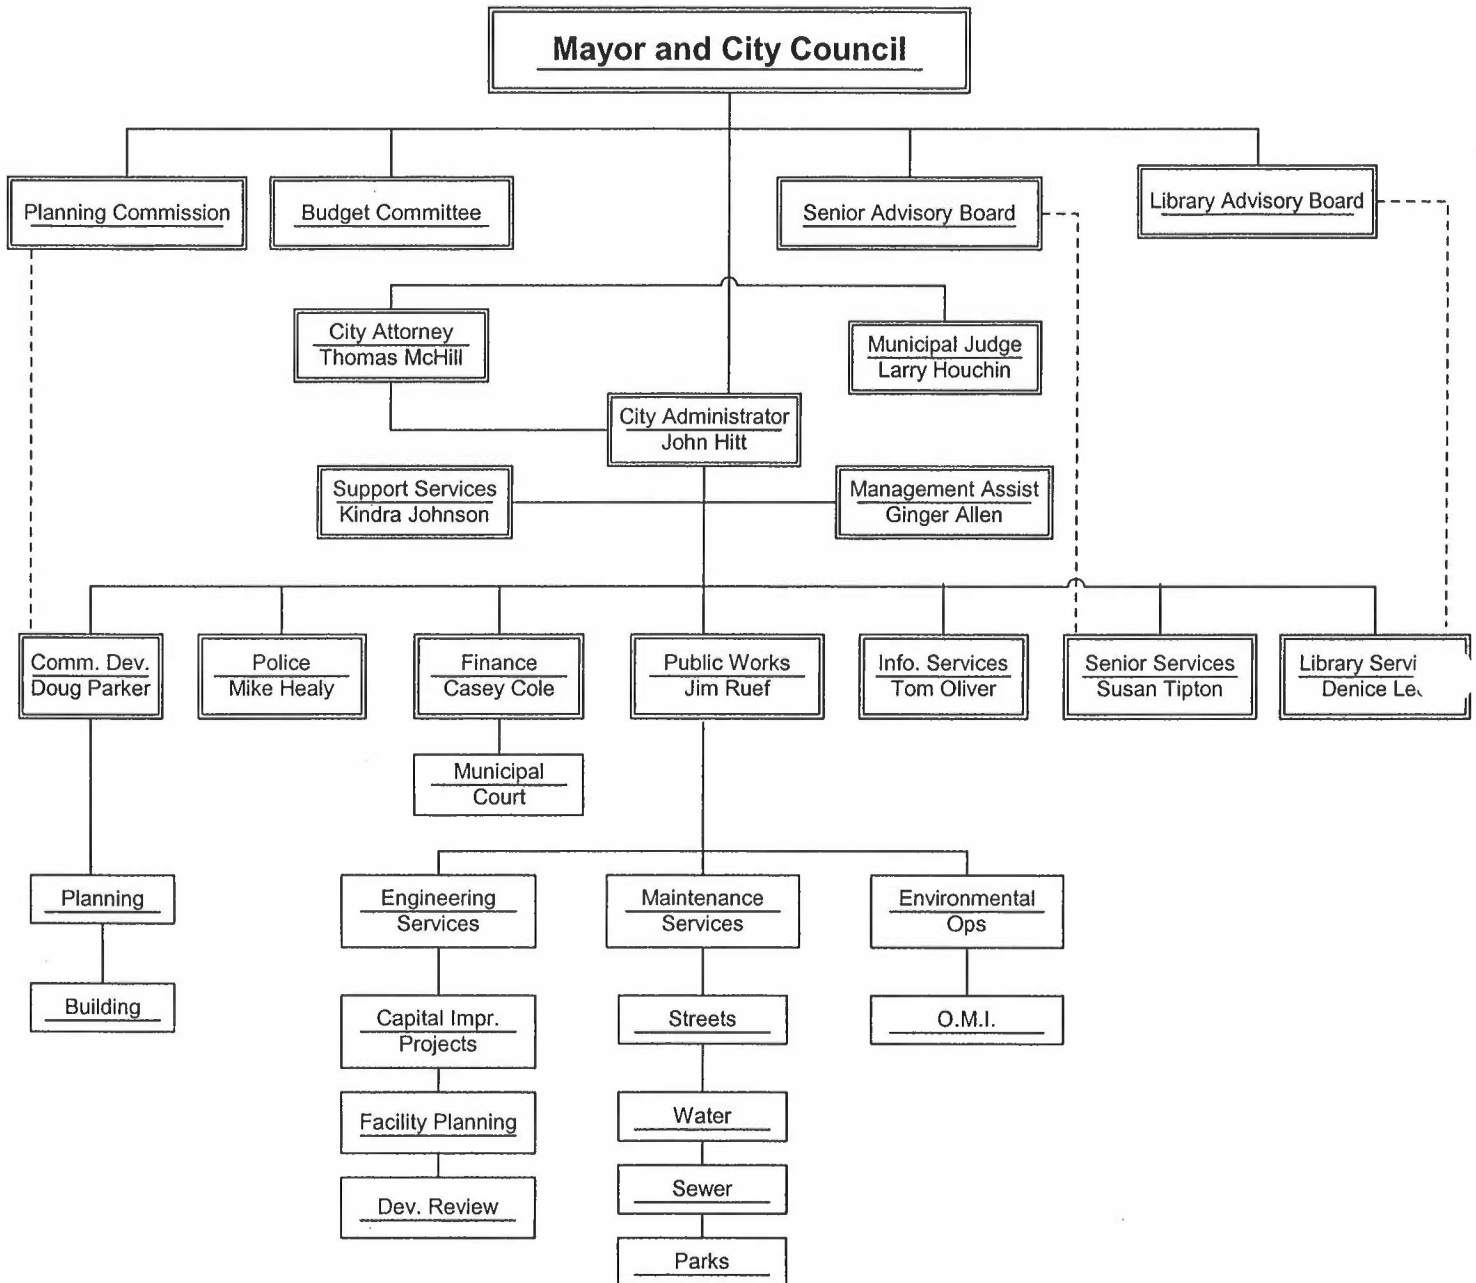 Mayor and City Council
Planning Commission
Budget Committee
Senior Advisory Board
Library Advisory Board
City Attorney
Thomas McHill
Municipal Judge
Larry Houchin
City Administrator
John Hitt
Support Services
Kindra Johnson
Management Assist
Ginger Allen
Comm. Dev.
Doug Parker
Police
Mike Healy
Finance
Casey Cole
Public Works
Jim Ruef
Info. Services
Tom Oliver
Senior Services
Susan Tipton
Library
Denice
Municipal
Court
Planning
Building
Engineering
Services
Capital Impr.
Projects
Facility Planning
Dev. Review
Maintenance
Services
Streets
Water
Sewer
Parks
Environmental
Ops
O.M.I.